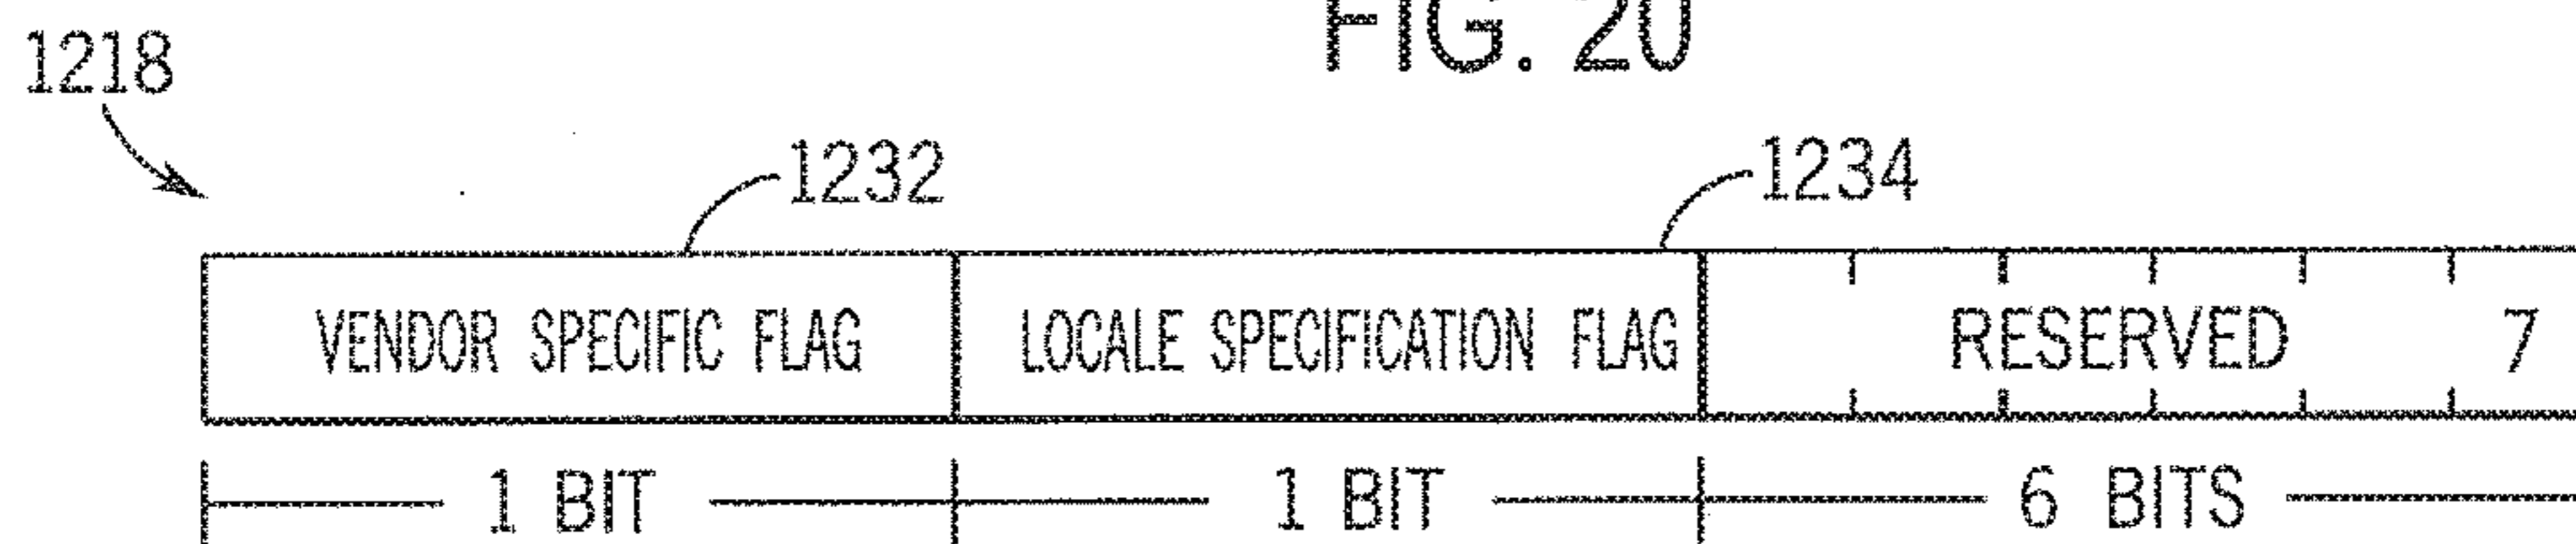 FIG. 20
1218
1232 1234
VENDOR SPECIFIC FLAG LOCALE SPECIFICATION FLAG RESERVED 7
1 BIT 1 BIT 6 BITS